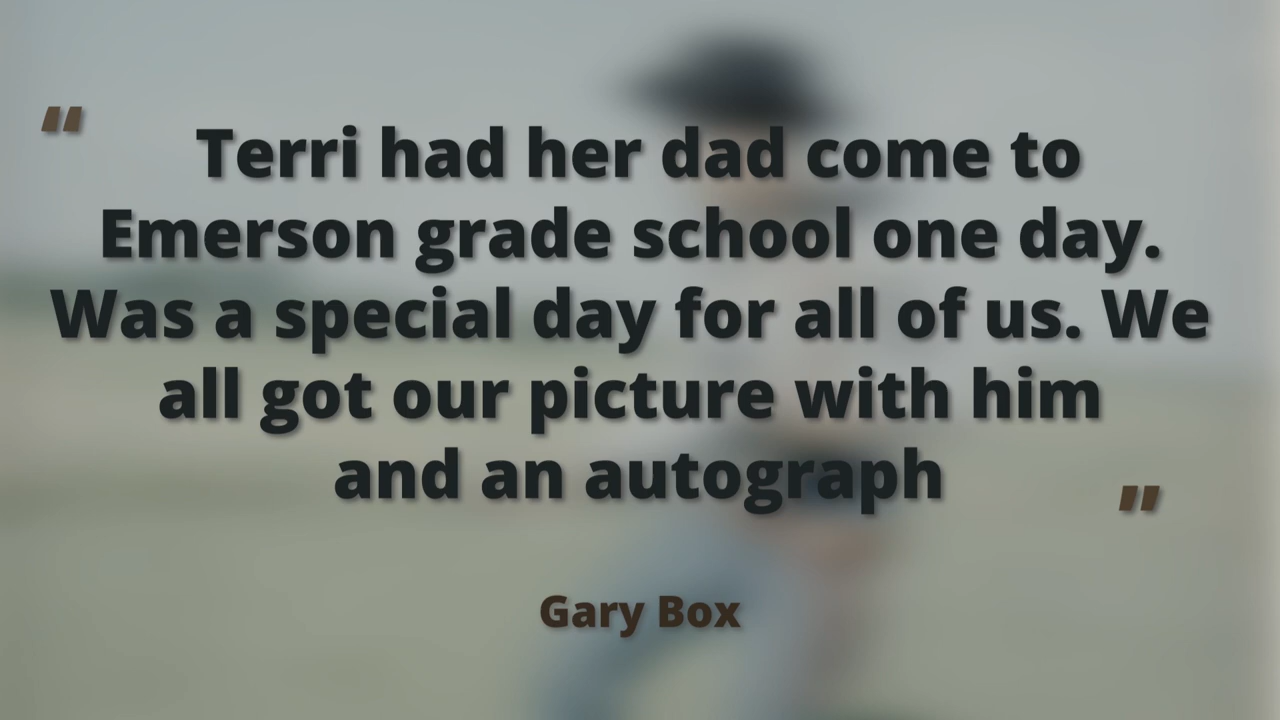 “
Terri had her dad come to
Emerson grade school one day.
Was a special day for all of us. We
all got our picture with him
and an autograph
”
Gary Box